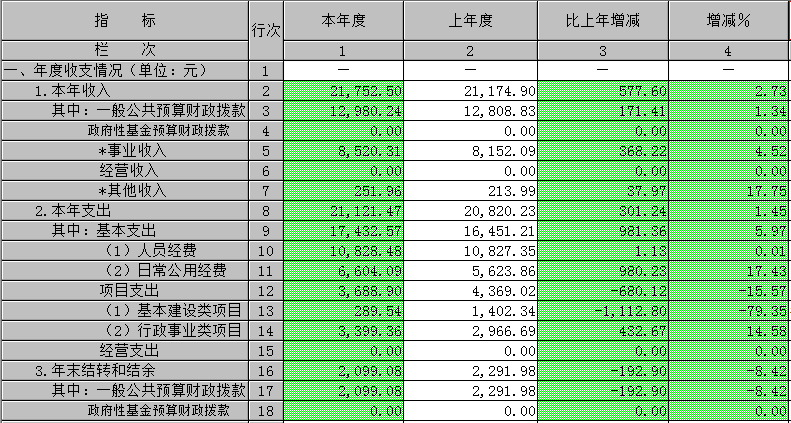 指 标 行次 本年度 上年度 比上年增减 增减%
栏 次 1 2 3 4
一、年度收支情况（单位：元） 1 — — — —
1.本年收入 2 21,752.50 21,174.90 577.60 2.73
其中：一般公共预算财政拨款 3 12,980.24 12,808.83 171.41 1.34
政府性基金预算财政拨款 4 0.00 0.00 0.00 0.00
*事业收入 5 8,520.31 8,152.09 368.22 4.52
经营收入 6 0.00 0.00 0.00 0.00
*其他收入 7 251.96 213.99 37.97 17.75
2.本年支出 8 21,121.47 20,820.23 301.24 1.45
其中：基本支出 9 17,432.57 16,451.21 981.36 5.97
（1）人员经费 10 10,828.48 10,827.35 1.13 0.01
（2）日常公用经费 11 6,604.09 5,623.86 980.23 17.43
项目支出 12 3,688.90 4,369.02 -680.12 -15.57
（1）基本建设类项目 13 289.54 1,402.34 -1,112.80 -79.35
（2）行政事业类项目 14 3,399.36 2,966.69 432.67 14.58
经营支出 15 0.00 0.00 0.00 0.00
3.年末结转和结余 16 2,099.08 2,291.98 -192.90 -8.42
其中：一般公共预算财政拨款 17 2,099.08 2,291.98 -192.90 -8.42
政府性基金预算财政拨款 18 0.00 0.00 0.00 0.00